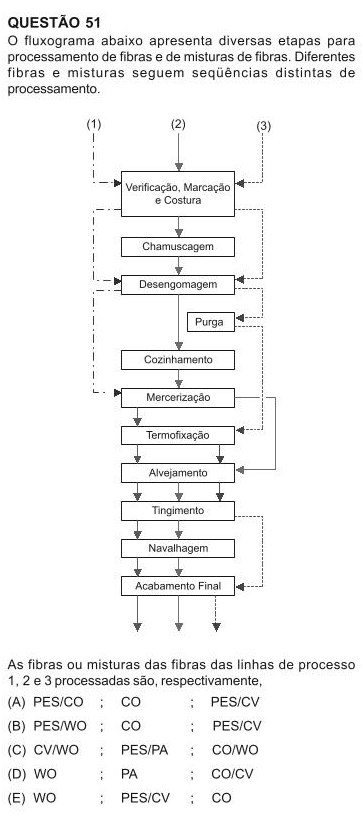 QUESTÃO 51
O fluxograma abaixo apresenta diversas etapas para
processamento de fibras e de misturas de fibras. Diferentes
fibras e misturas seguem seqüências distintas de
processamento.
(1) (2) (3)
Verificação, Marcação
e Costura
Chamuscagem
Desengomagem
Purga
Cozinhamento
Mercerização
Termofixação
Alvejamento
Tingimento
Navalhagem
Acabamento Final
As fibras ou misturas das fibras das linhas de processo
1, 2 e 3 processadas são, respectivamente,
(A) PES/CO ; CO ; PES/CV
(B) PES/WO ; CO ; PES/CV
(C) CV/WO ; PES/PA ; CO/WO
(D) WO ; PA ; CO/CV
(E) WO ; PES/CV ; CO